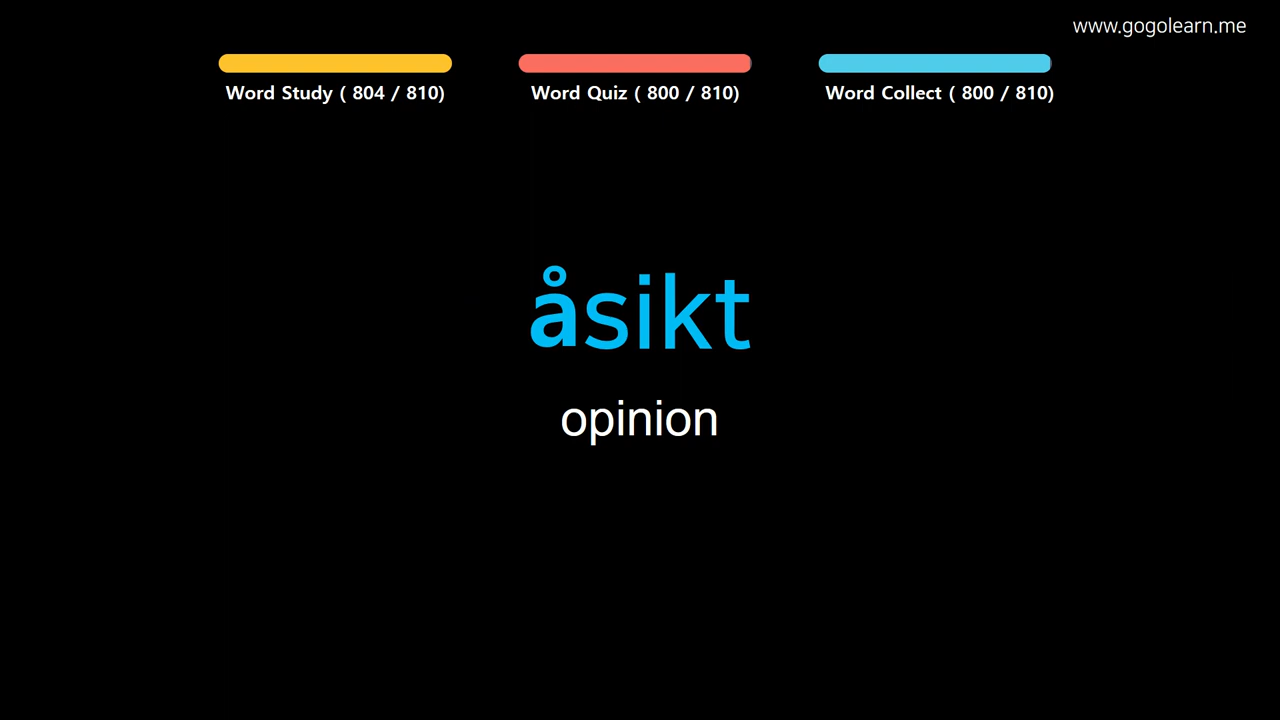 www.gogolearn.me
Word Study ( 804 / 810)
Word Quiz ( 800 / 810)
Word Collect ( 800 / 810)
åsikt
opinion